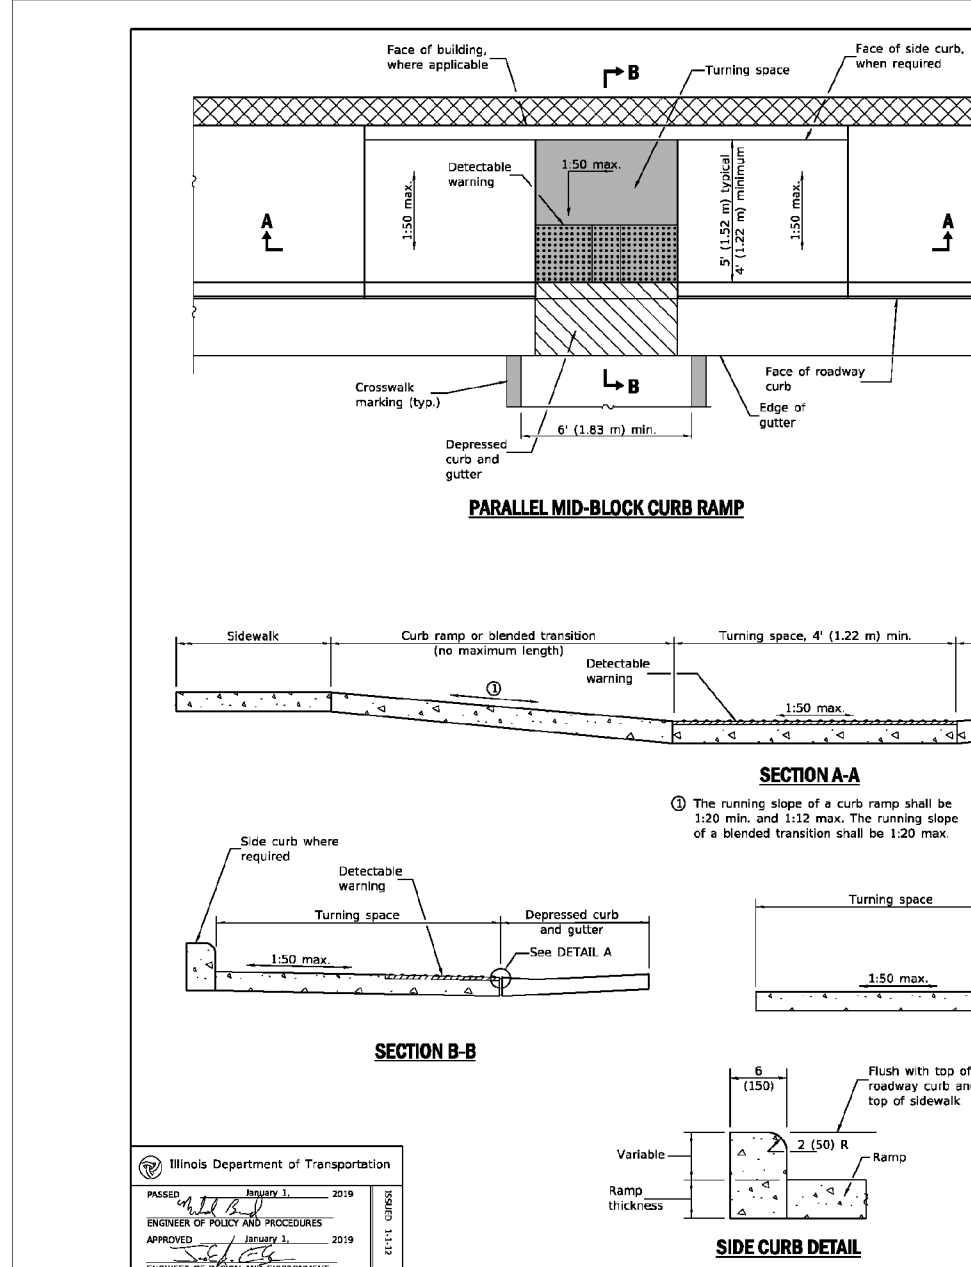 Face of building,
where applicable
B
Turning space
Face of side curb,
when required
Detectable
warning
1:50 max.
1:50 max.
5' (1.52 m) typical
4' (1.22 m) minimum
1:50 max.
A
A
Crosswalk
marking (typ.)
B
Face of roadway
curb
Edge of
gutter
6' (1.83 m) min.
Depressed
curb and
gutter
PARALLEL MID-BLOCK CURB RAMP
Sidewalk
Curb ramp or blended transition
(no maximum length)
Turning space, 4' (1.22 m) min.
Detectable
warning
1
1:50 max.
SECTION A-A
1 The running slope of a curb ramp shall be
1:20 min. and 1:12 max. The running slope
of a blended transition shall be 1:20 max.
Side curb where
required
Detectable
warning
Turning space
Depressed curb
and gutter
See DETAIL A
1:50 max.
SECTION B-B
Turning space
1:50 max.
6
(150)
Flush with top of
roadway curb and
top of sidewalk
2 (50) R
Variable
Ramp
Ramp
thickness
SIDE CURB DETAIL
Illinois Department of Transportation
PASSED January 1, 2019
ENGINEER OF POLICY AND PROCEDURES
APPROVED January 1, 2019
ISSUED 1-1-12